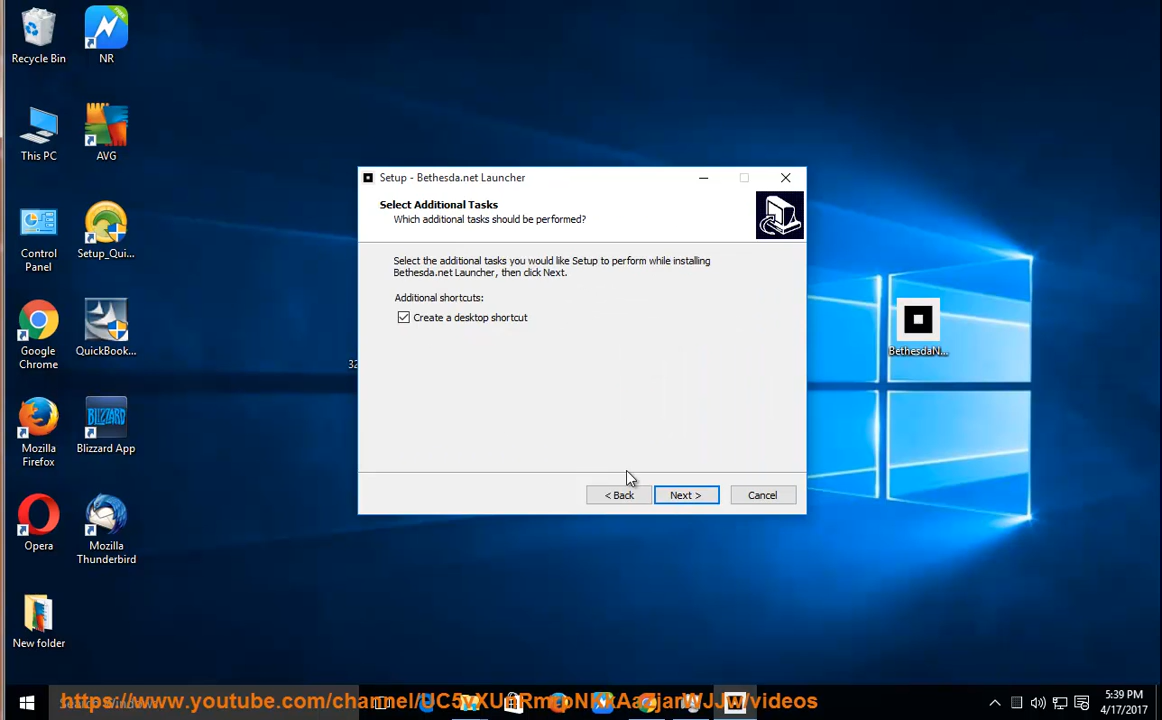 Recycle Bin
NR
This PC
AVG
Control
Panel
Setup_Qui...
Google
Chrome
QuickBook...
Mozilla
Firefox
Blizzard App
Opera
Mozilla
Thunderbird
New folder
32
Setup - Bethesda.net Launcher
Select Additional Tasks
Which additional tasks should be performed?
Select the additional tasks you would like Setup to perform while installing
Bethesda.net Launcher, then click Next.
Additional shortcuts:
Create a desktop shortcut
< Back
Next >
Cancel
BethesdaN...
Search Windows
5:39 PM
4/17/2017